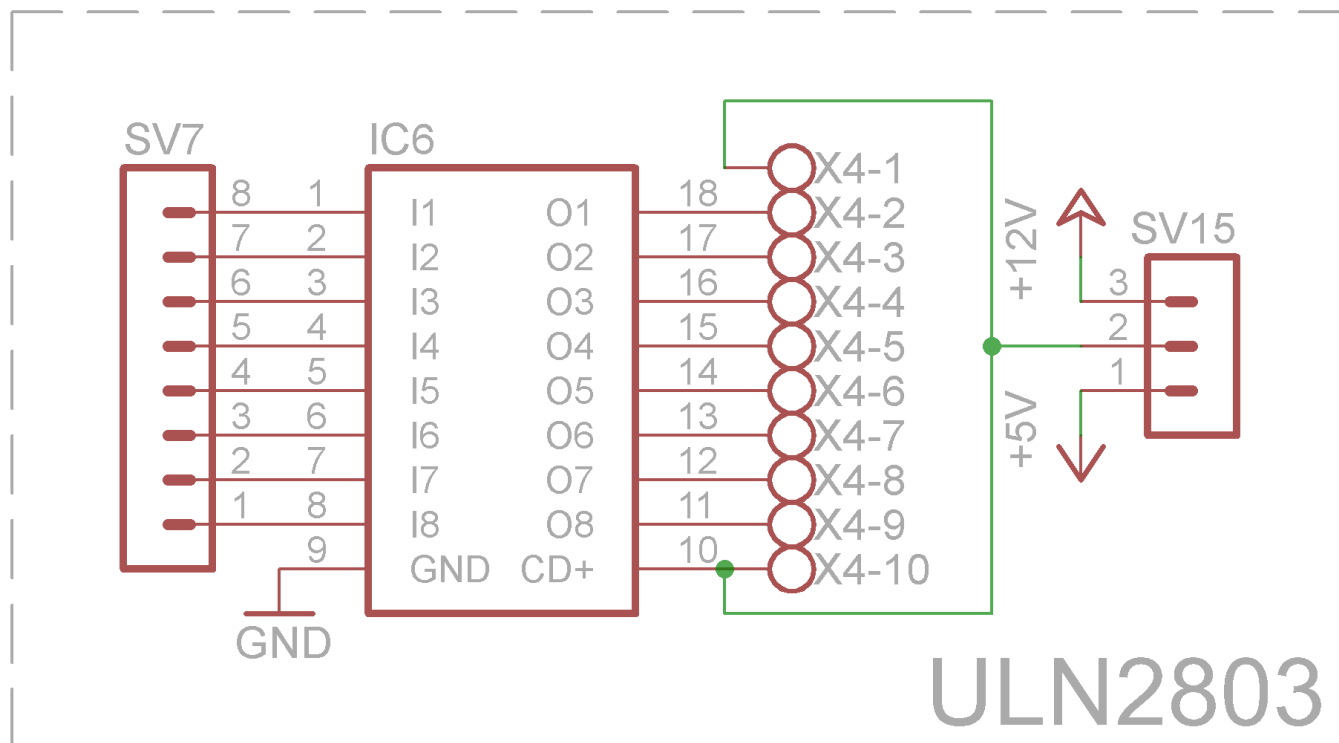 SV7 IC6
X4-1
8 1 I1 O1 18 X4-2
7 2 I2 O2 17 X4-3
6 3 I3 O3 16 X4-4
5 4 I4 O4 15 X4-5
4 5 I5 O5 14 X4-6
3 6 I6 O6 13 X4-7
2 7 I7 O7 12 X4-8
1 8 I8 O8 11 X4-9
9 GND CD+ 10 X4-10
GND
+12V
+5V
SV15
3
2
1
ULN2803